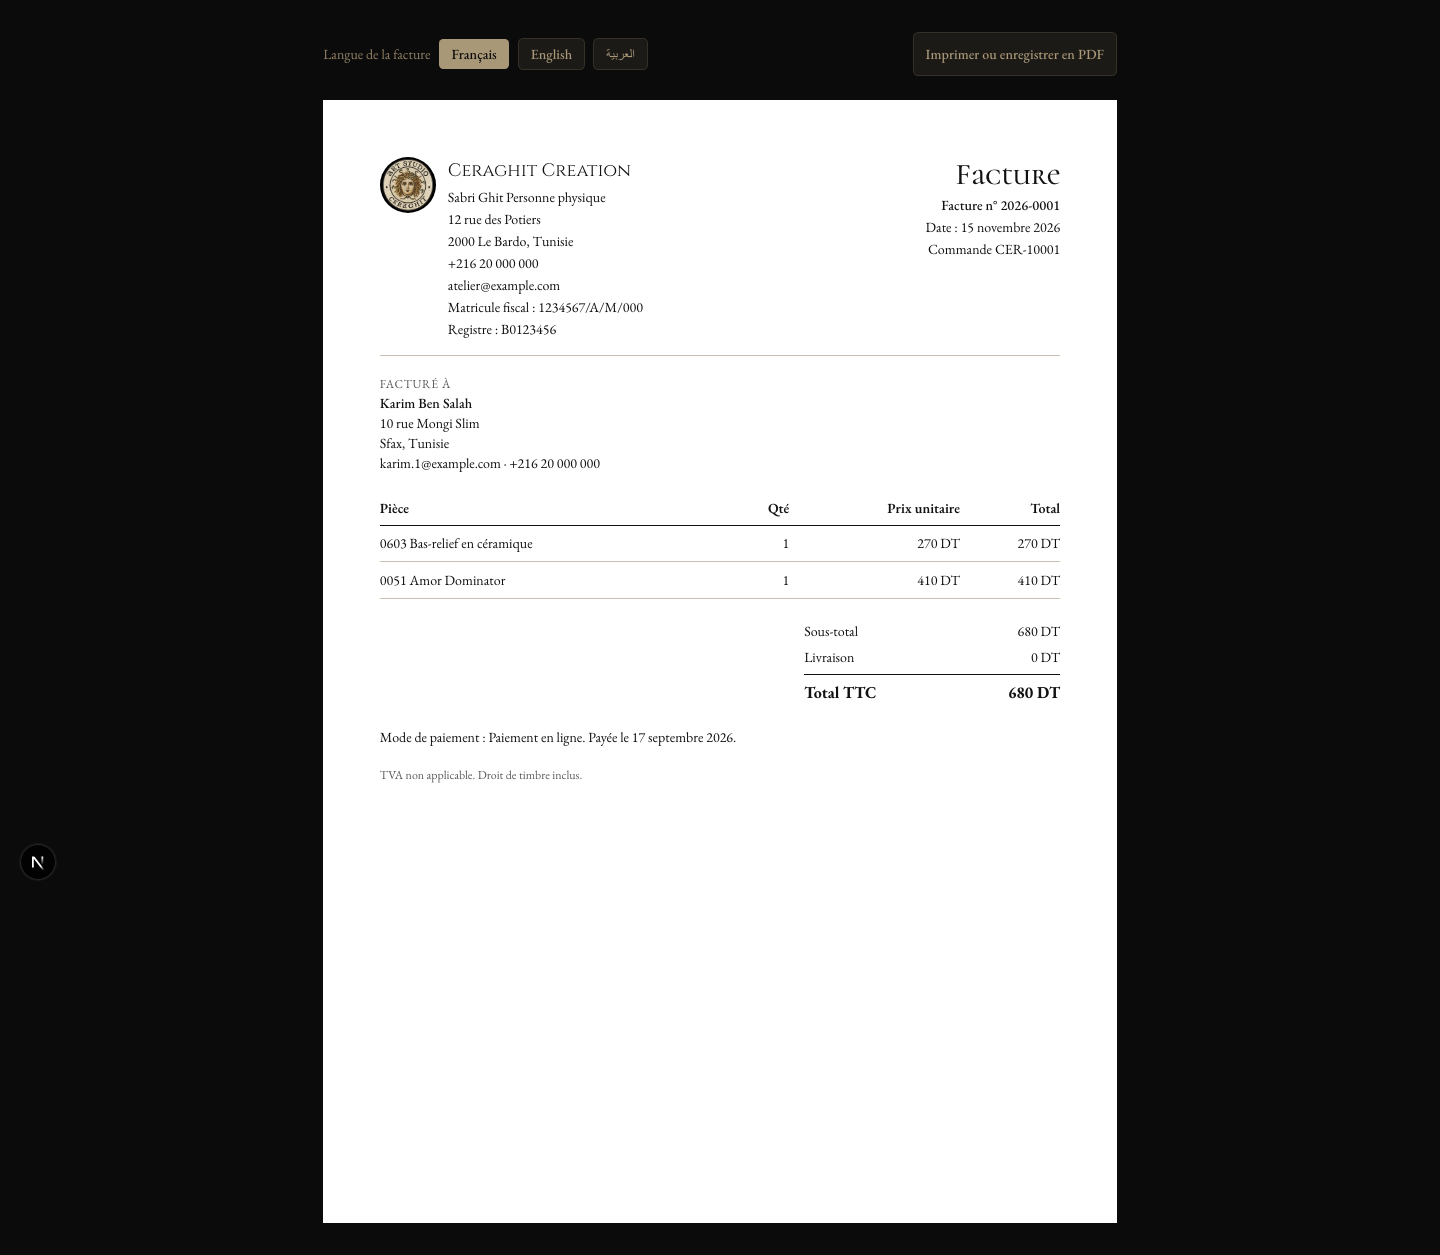 Langue de la facture Français English العربية
Imprimer ou enregistrer en PDF
ART STUDIO
CERAGHIT
Ceraghit Creation
Sabri Ghit Personne physique
12 rue des Potiers
2000 Le Bardo, Tunisie
+216 20 000 000
atelier@example.com
Matricule fiscal : 1234567/A/M/000
Registre : B0123456
Facture
Facture n° 2026-0001
Date : 15 novembre 2026
Commande CER-10001
FACTURÉ À
Karim Ben Salah
10 rue Mongi Slim
Sfax, Tunisie
karim.1@example.com · +216 20 000 000
Pièce Qté Prix unitaire Total
0603 Bas-relief en céramique 1 270 DT 270 DT
0051 Amor Dominator 1 410 DT 410 DT
Sous-total 680 DT
Livraison 0 DT
Total TTC 680 DT
Mode de paiement : Paiement en ligne. Payée le 17 septembre 2026.
TVA non applicable. Droit de timbre inclus.
N